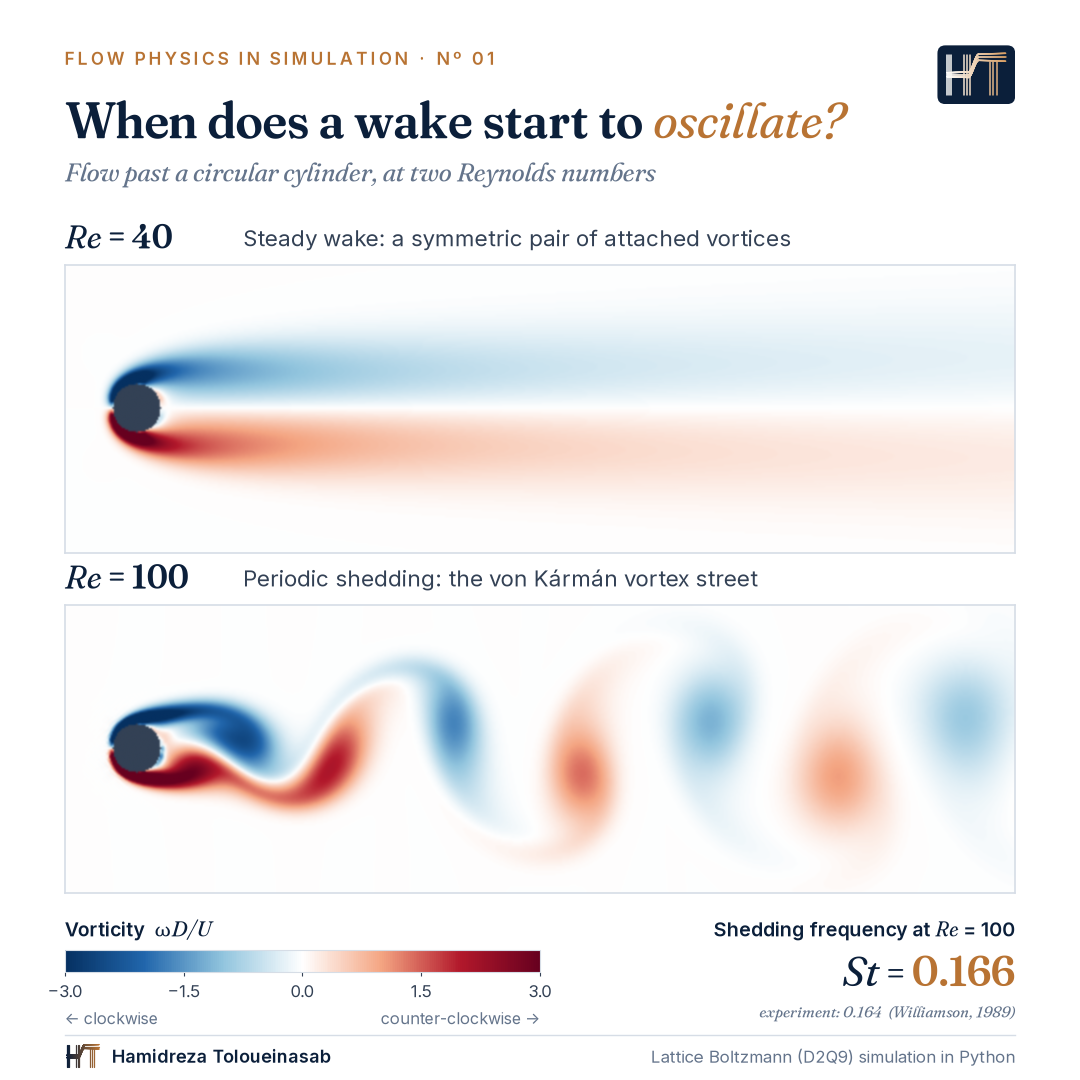 FLOW PHYSICS IN SIMULATION · Nº 01
HT
When does a wake start to oscillate?
Flow past a circular cylinder, at two Reynolds numbers
Re = 40 Steady wake: a symmetric pair of attached vortices
Re = 100 Periodic shedding: the von Kármán vortex street
Vorticity ωD/U
−3.0 −1.5 0.0 1.5 3.0
← clockwise counter-clockwise →
Shedding frequency at Re = 100
St = 0.166
experiment: 0.164 (Williamson, 1989)
HT Hamidreza Toloueinasab
Lattice Boltzmann (D2Q9) simulation in Python